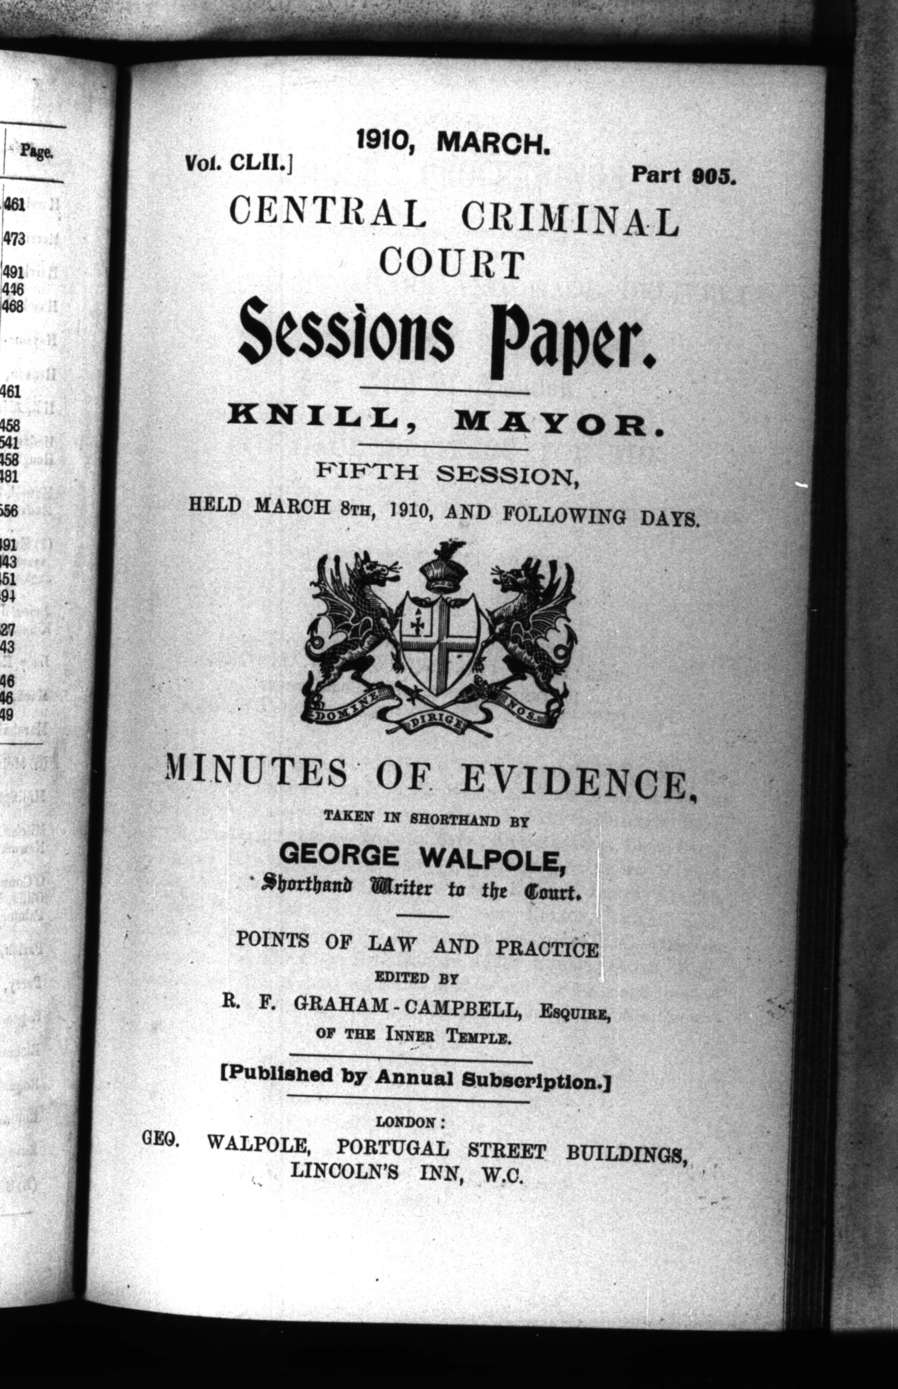 Page.
461
473
491
446
468
461
458
541
458
481
556
491
443
451
494
46
46
49
1910, MARCH.
Vol. CLII.] Part 905.
CENTRAL CRIMINAL
COURT
Sessions Paper.
KNILL, MAYOR.
FIFTH SESSION,
HELD MARCH 8TH, 1910, AND FOLLOWING DAYS.
DOMINE DIRIGE NOS.
MINUTES OF EVIDENCE,
TAKEN IN SHORTHAND BY
GEORGE WALPOLE,
Shorthand Writer to the Court.
POINTS OF LAW AND PRACTICE
EDITED BY
R. F. GRAHAM-CAMPBELL, ESQUIRE,
OF THE INNER TEMPLE.
[Published by Annual Subscription.]
LONDON:
GEO. WALPOLE, PORTUGAL STREET BUILDINGS,
LINCOLN'S INN, W.C.